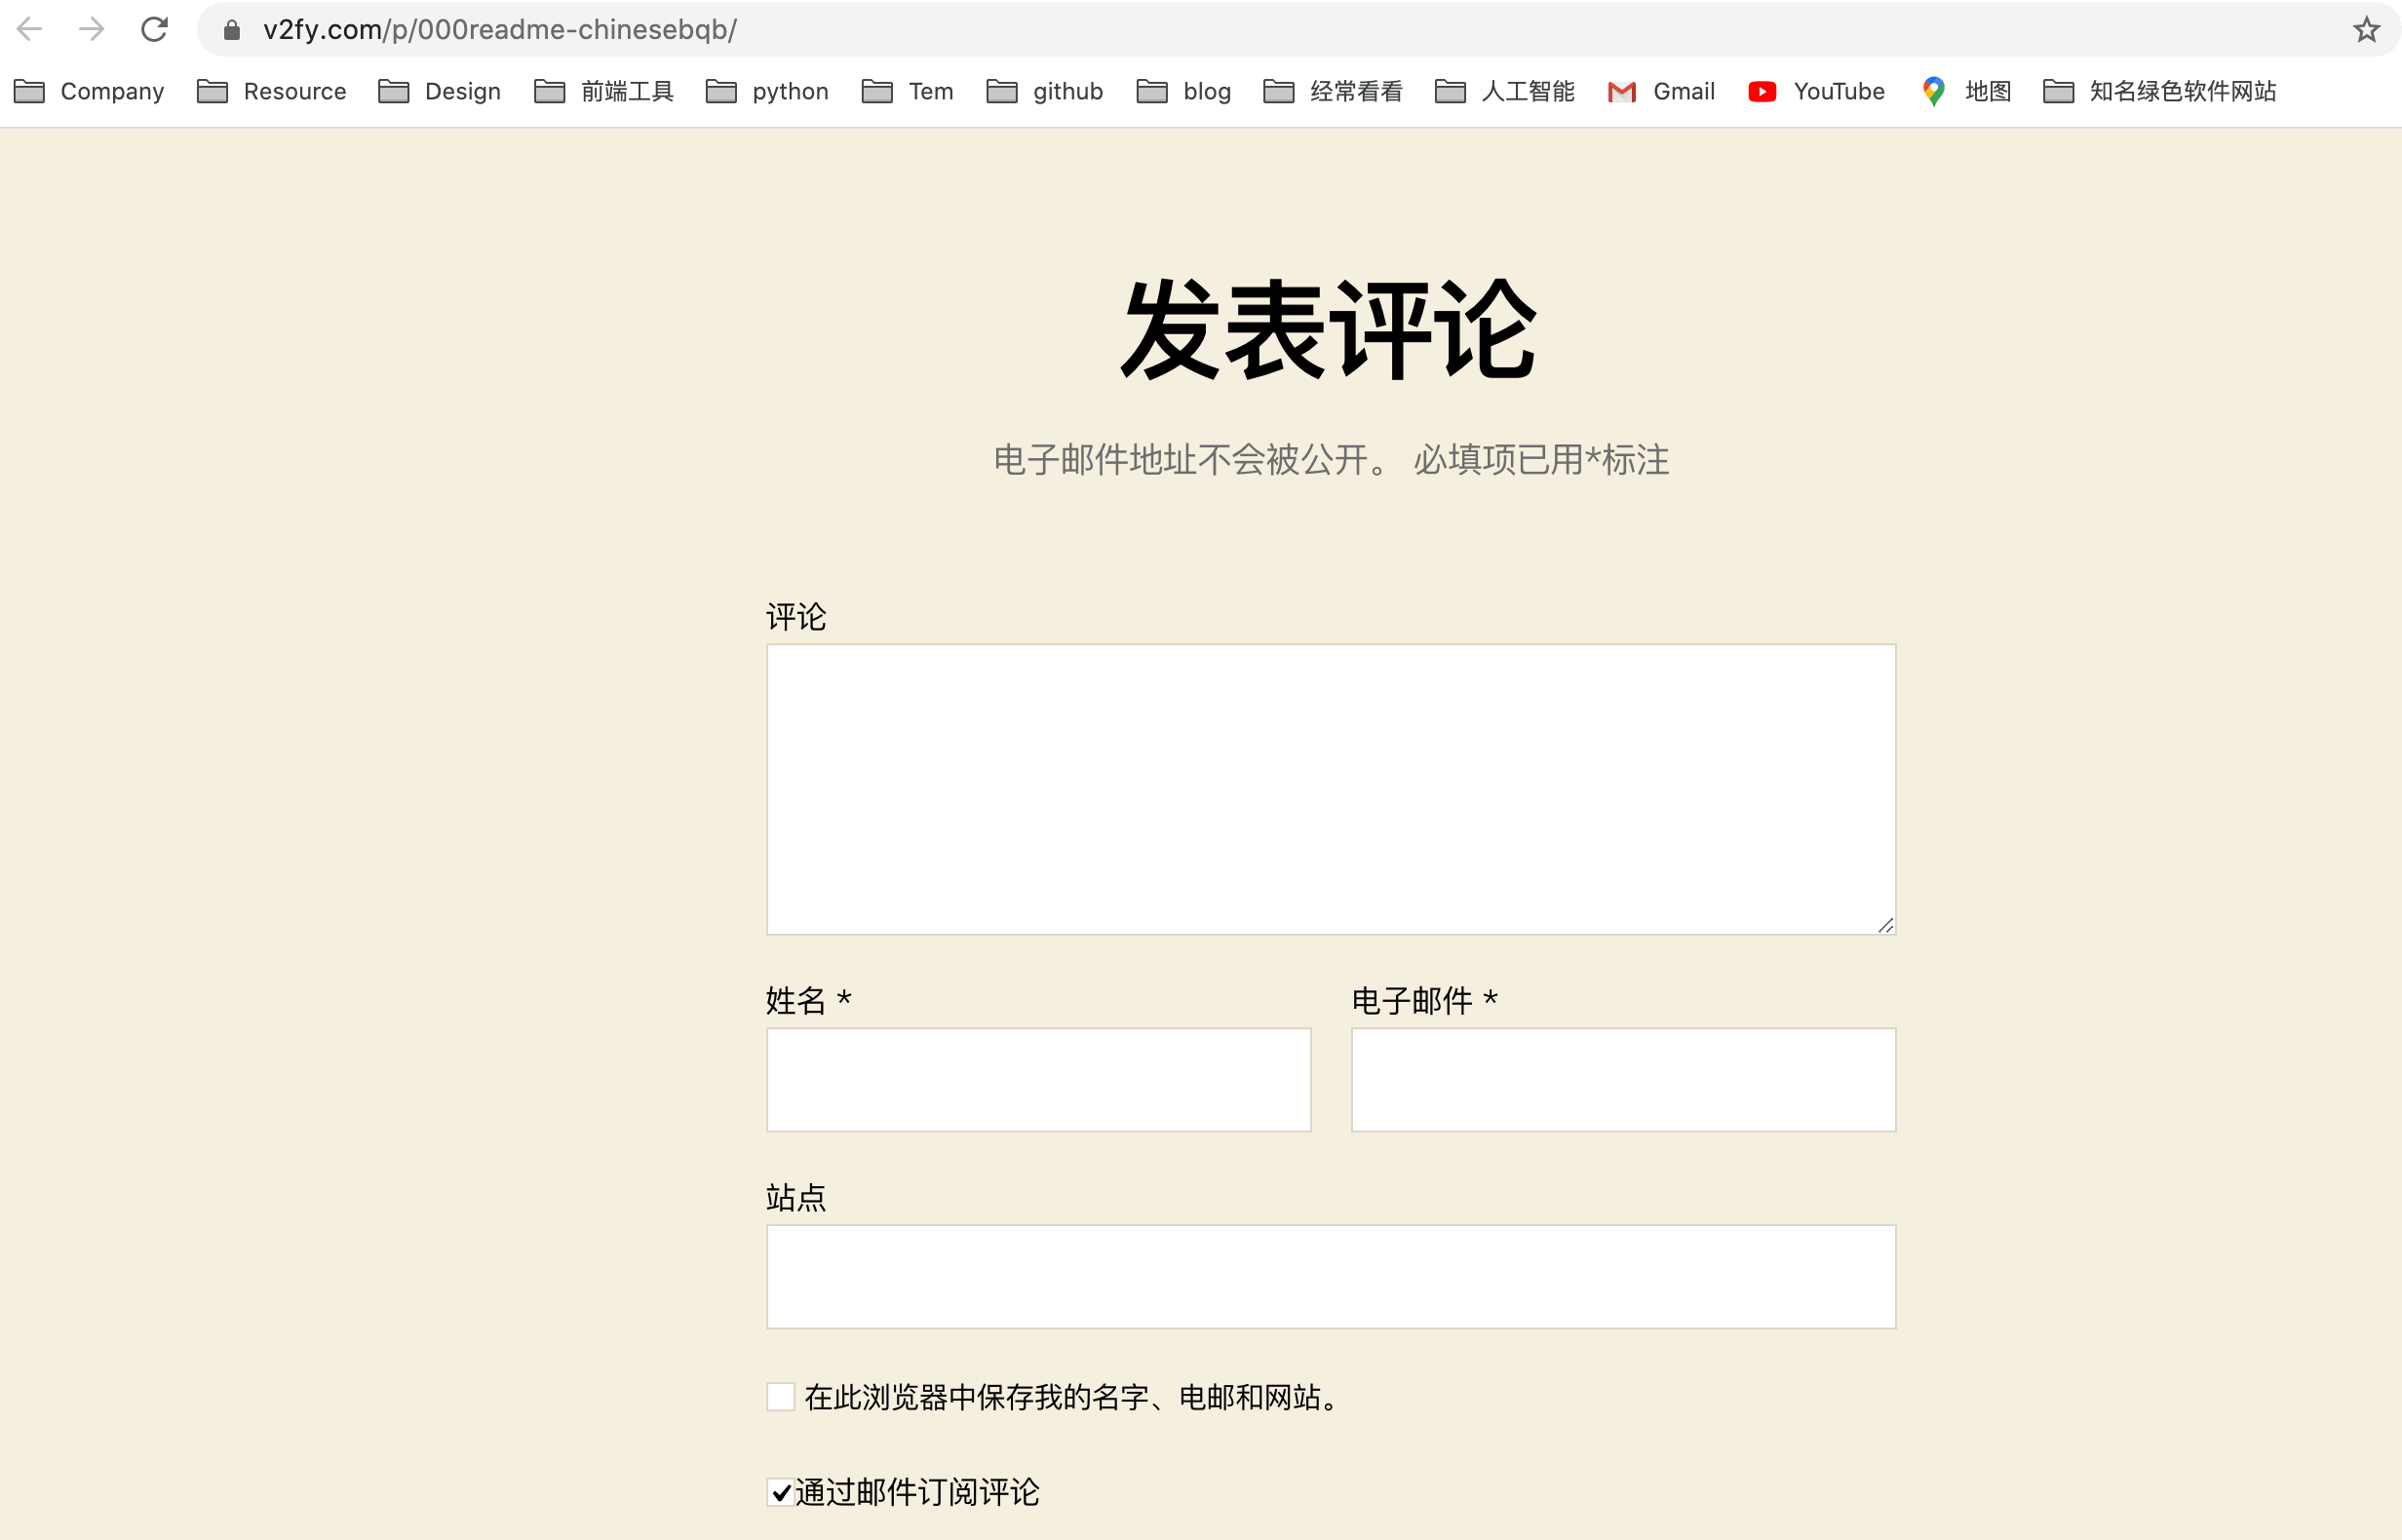 v2fy.com/p/000readme-chinesebqb/
Company Resource Design 前端工具 python Tem github blog 经常看看 人工智能 Gmail YouTube 地图 知名绿色软件网站
发表评论
电子邮件地址不会被公开。 必填项已用*标注
评论
姓名 * 电子邮件 *
站点
在此浏览器中保存我的名字、电邮和网站。
通过邮件订阅评论